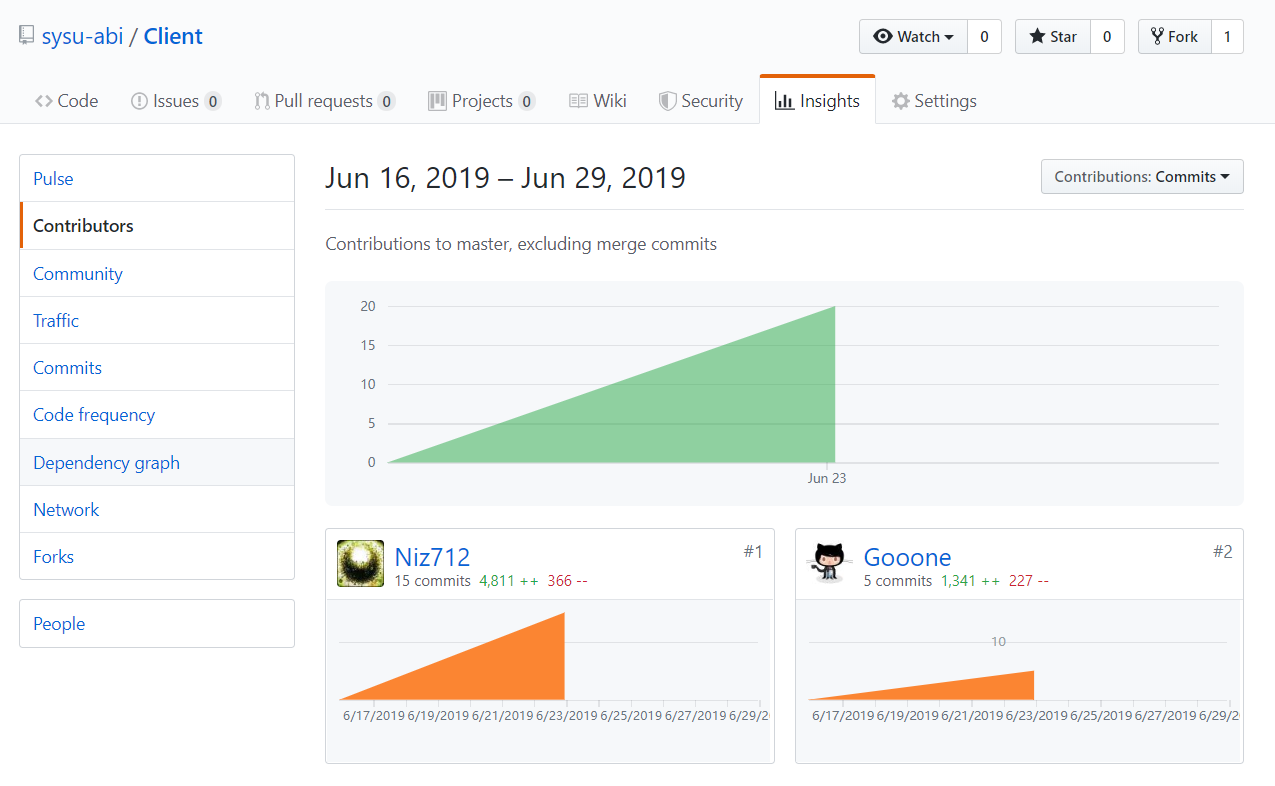 sysu-abi / Client
Watch 0 Star 0 Fork 1
Code Issues 0 Pull requests 0 Projects 0 Wiki Security Insights Settings
Pulse
Contributors
Community
Traffic
Commits
Code frequency
Dependency graph
Network
Forks
People
Jun 16, 2019 – Jun 29, 2019
Contributions: Commits
Contributions to master, excluding merge commits
20
15
10
5
0
Jun 23
Niz712 #1
15 commits 4,811 ++ 366 --
6/17/2019 6/19/2019 6/21/2019 6/23/2019 6/25/2019 6/27/2019 6/29/2
Gooone #2
5 commits 1,341 ++ 227 --
10
6/17/2019 6/19/2019 6/21/2019 6/23/2019 6/25/2019 6/27/2019 6/29/2